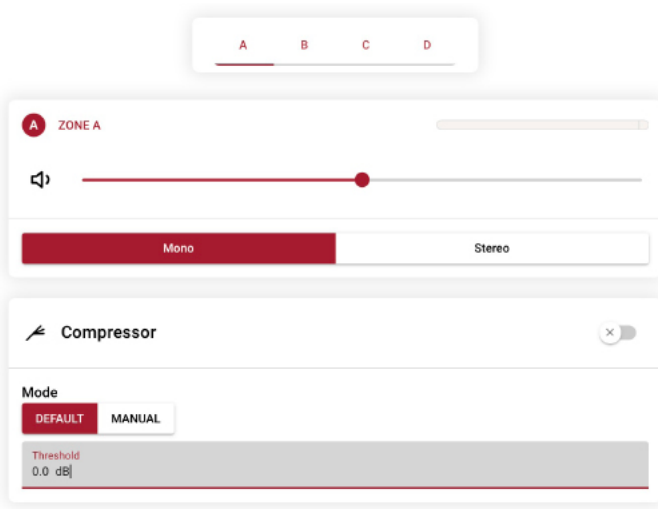 A B C D
A ZONE A
Mono Stereo
Compressor
Mode
DEFAULT MANUAL
Threshold
0.0 dB